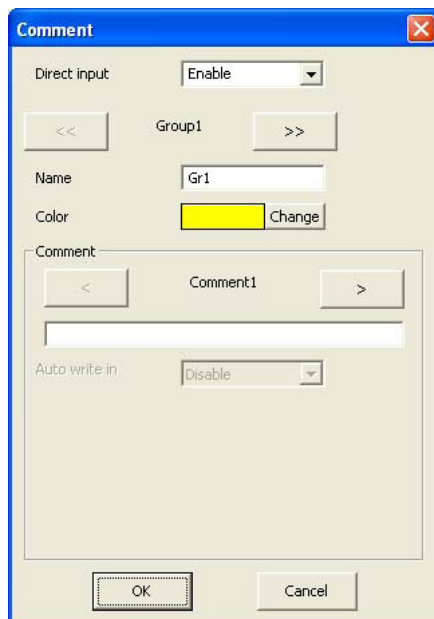 Comment
Direct input Enable
<< Group1 >>
Name Gr1
Color Change
Comment
< Comment1 >
Auto write in Disable
OK Cancel